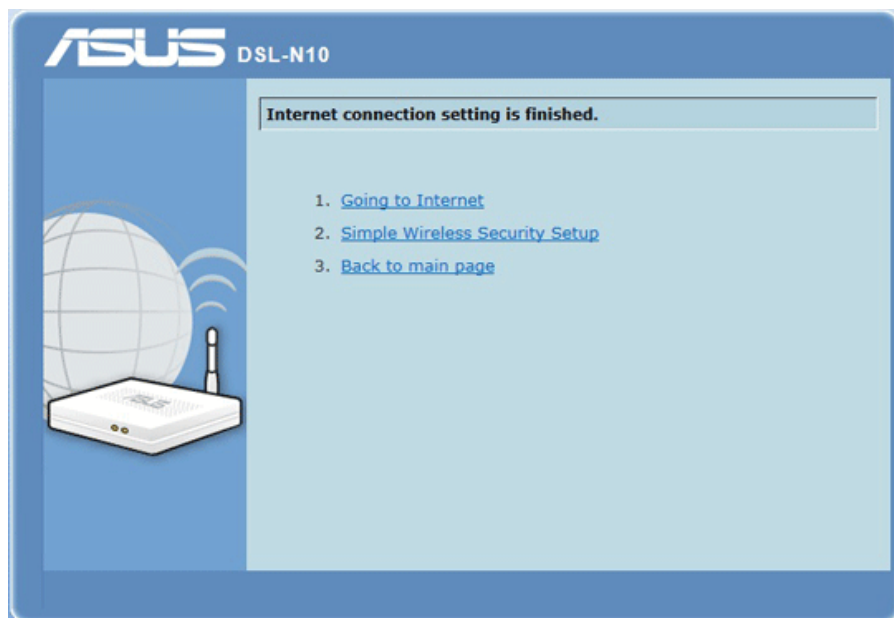 ASUS DSL-N10
Internet connection setting is finished.
1. Going to Internet
2. Simple Wireless Security Setup
3. Back to main page
ASUS